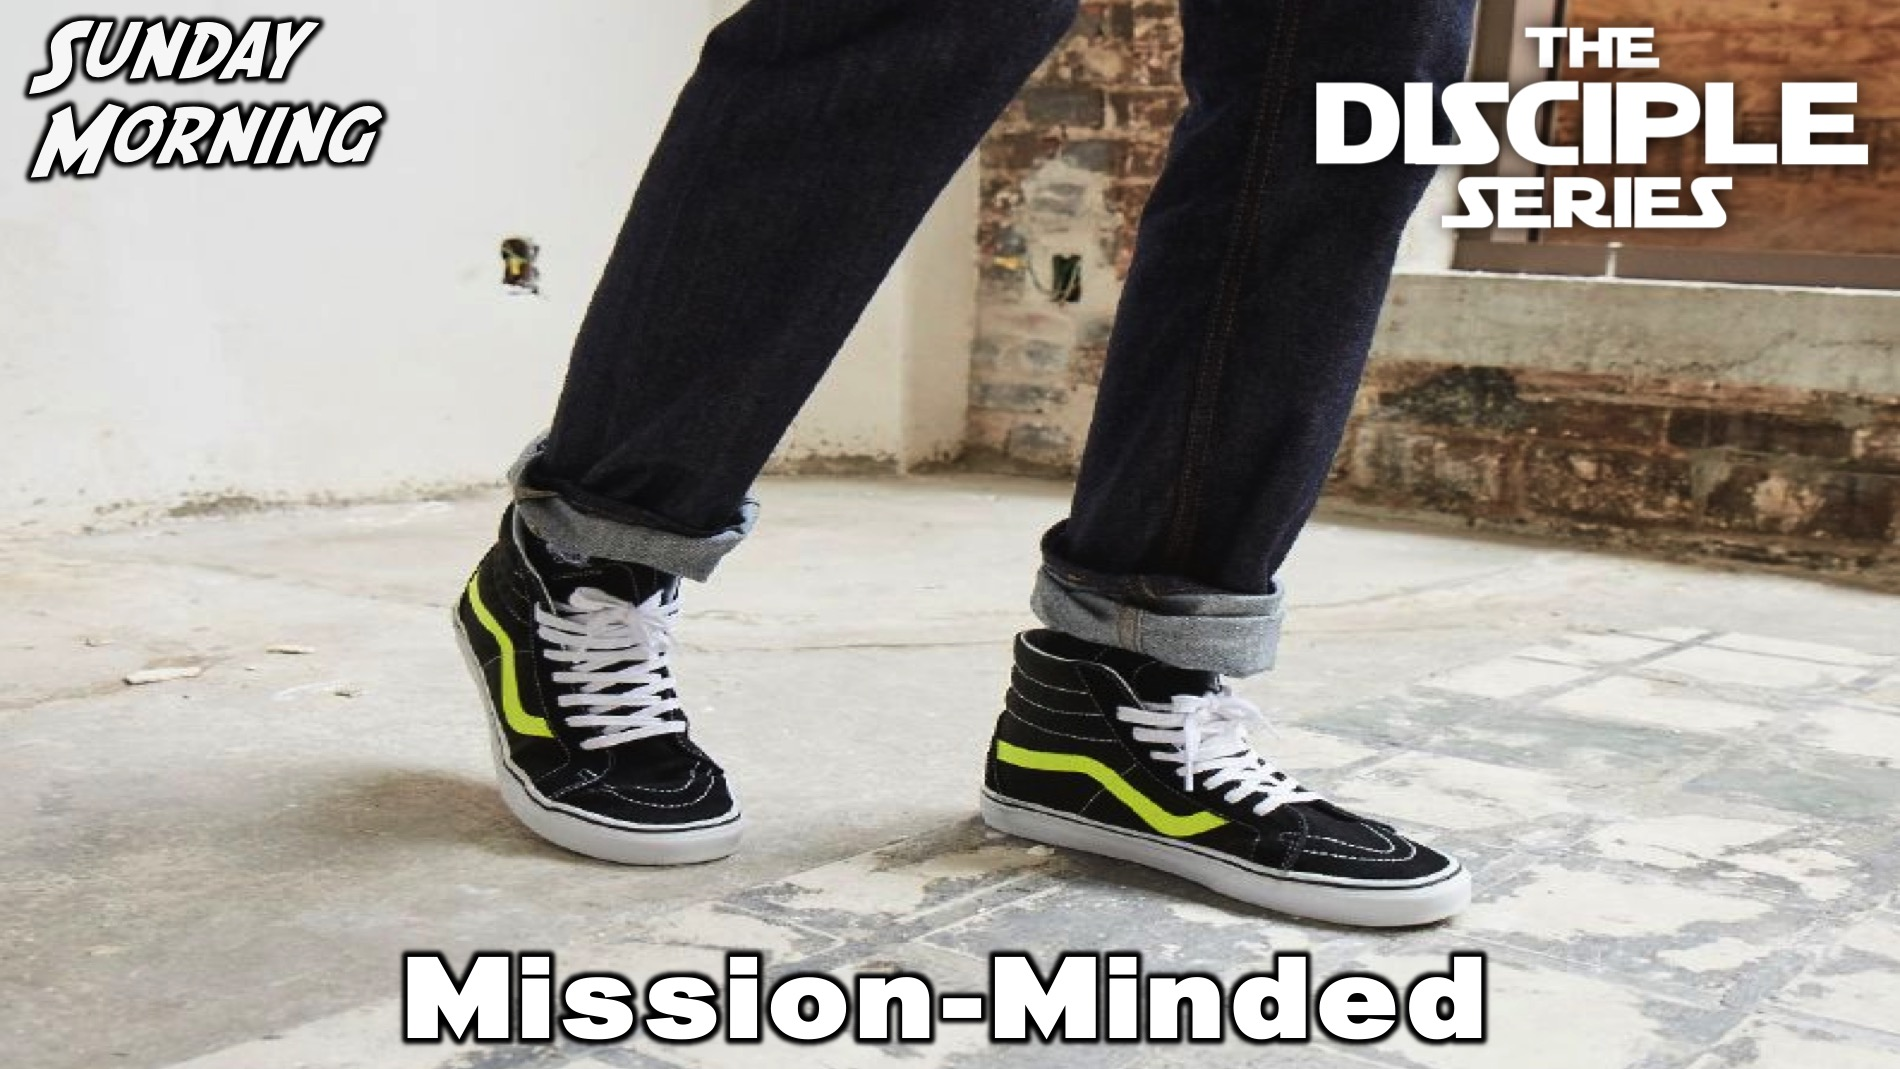 SUNDAY
MORNING
THE
DISCIPLE
SERIES
Mission-Minded